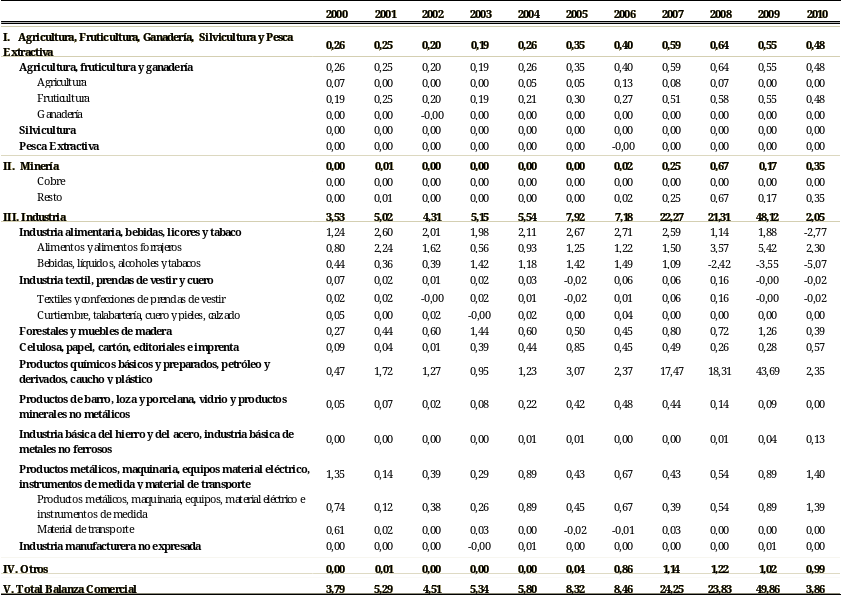 2000 2001 2002 2003 2004 2005 2006 2007 2008 2009 2010
I. Agricultura, Fruticultura, Ganadería, Silvicultura y Pesca
Extractiva 0,26 0,25 0,20 0,19 0,26 0,35 0,40 0,59 0,64 0,55 0,48
Agricultura, fruticultura y ganadería 0,26 0,25 0,20 0,19 0,26 0,35 0,40 0,59 0,64 0,55 0,48
Agricultura 0,07 0,00 0,00 0,00 0,05 0,05 0,13 0,08 0,07 0,00 0,00
Fruticultura 0,19 0,25 0,20 0,19 0,21 0,30 0,27 0,51 0,58 0,55 0,48
Ganadería 0,00 0,00 -0,00 0,00 0,00 0,00 0,00 0,00 0,00 0,00 0,00
Silvicultura 0,00 0,00 0,00 0,00 0,00 0,00 0,00 0,00 0,00 0,00 0,00
Pesca Extractiva 0,00 0,00 0,00 0,00 0,00 0,00 -0,00 0,00 0,00 0,00 0,00
II. Minería 0,00 0,01 0,00 0,00 0,00 0,00 0,02 0,25 0,67 0,17 0,35
Cobre 0,00 0,00 0,00 0,00 0,00 0,00 0,00 0,00 0,00 0,00 0,00
Resto 0,00 0,01 0,00 0,00 0,00 0,00 0,02 0,25 0,67 0,17 0,35
III. Industria 3,53 5,02 4,31 5,15 5,54 7,92 7,18 22,27 21,31 48,12 2,05
Industria alimentaria, bebidas, licores y tabaco 1,24 2,60 2,01 1,98 2,11 2,67 2,71 2,59 1,14 1,88 -2,77
Alimentos y alimentos forrajeros 0,80 2,24 1,62 0,56 0,93 1,25 1,22 1,50 3,57 5,42 2,30
Bebidas, líquidos, alcoholes y tabacos 0,44 0,36 0,39 1,42 1,18 1,42 1,49 1,09 -2,42 -3,55 -5,07
Industria textil, prendas de vestir y cuero 0,07 0,02 0,01 0,02 0,03 -0,02 0,06 0,06 0,16 -0,00 -0,02
Textiles y confecciones de prendas de vestir 0,02 0,02 -0,00 0,02 0,01 -0,02 0,01 0,06 0,16 -0,00 -0,02
Curtiembre, talabartería, cuero y pieles, calzado 0,05 0,00 0,02 -0,00 0,02 0,00 0,04 0,00 0,00 0,00 0,00
Forestales y muebles de madera 0,27 0,44 0,60 1,44 0,60 0,50 0,45 0,80 0,72 1,26 0,39
Celulosa, papel, cartón, editoriales e imprenta 0,09 0,04 0,01 0,39 0,44 0,85 0,45 0,49 0,26 0,28 0,57
Productos químicos básicos y preparados, petróleo y
derivados, caucho y plástico 0,47 1,72 1,27 0,95 1,23 3,07 2,37 17,47 18,31 43,69 2,35
Productos de barro, loza y porcelana, vidrio y productos
minerales no metálicos 0,05 0,07 0,02 0,08 0,22 0,42 0,48 0,44 0,14 0,09 0,00
Industria básica del hierro y del acero, industria básica de
metales no ferrosos 0,00 0,00 0,00 0,00 0,01 0,01 0,00 0,00 0,01 0,04 0,13
Productos metálicos, maquinaria, equipos material eléctrico,
instrumentos de medida y material de transporte 1,35 0,14 0,39 0,29 0,89 0,43 0,67 0,43 0,54 0,89 1,40
Productos metálicos, maquinaria, equipos, material eléctrico e
instrumentos de medida 0,74 0,12 0,38 0,26 0,89 0,45 0,67 0,39 0,54 0,89 1,39
Material de transporte 0,61 0,02 0,00 0,03 0,00 -0,02 -0,01 0,03 0,00 0,00 0,00
Industria manufacturera no expresada 0,00 0,00 0,00 -0,00 0,01 0,00 0,00 0,00 0,00 0,01 0,00
IV. Otros 0,00 0,01 0,00 0,00 0,00 0,04 0,86 1,14 1,22 1,02 0,99
V. Total Balanza Comercial 3,79 5,29 4,51 5,34 5,80 8,32 8,46 24,25 23,83 49,86 3,86